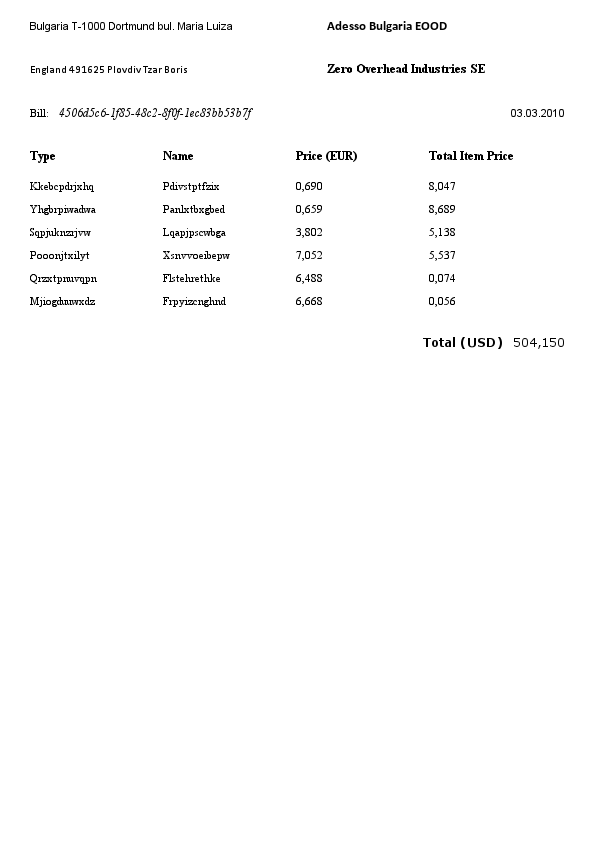 Bulgaria T-1000 Dortmund bul. Maria Luiza Adesso Bulgaria EOOD
England 491625 Plovdiv Tzar Boris Zero Overhead Industries SE
Bill: 4506d5c6-1f85-48c2-8f0f-1ec83bb53b7f 03.03.2010
Type Name Price (EUR) Total Item Price
Kkebcpdrjxhq Pdivstptfzix 0,690 8,047
Yhgbrpiwadwa Panlxtbxgbed 0,659 8,689
Sqpjuknzrjvw Lqapjpscwbga 3,802 5,138
Pooonjtxilyt Xsnvvoeibepw 7,052 5,537
Qrzxtpnuvqpn Flstehrethke 6,488 0,074
Mjiogduuwxdz Frpyizcnghnd 6,668 0,056
Total (USD) 504,150